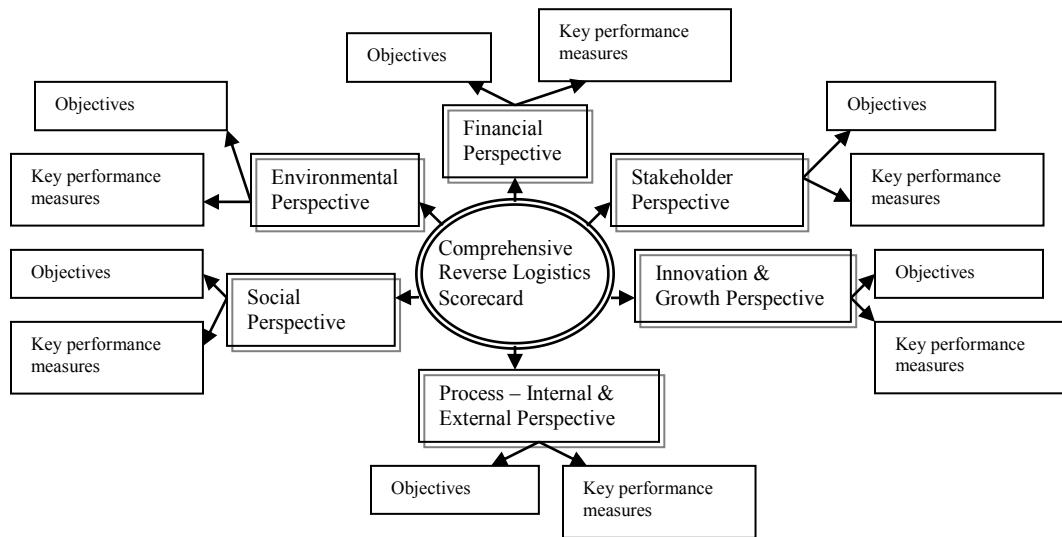 Objectives
Key performance
measures
Financial
Perspective
Objectives
Key performance
measures
Environmental
Perspective
Stakeholder
Perspective
Objectives
Key performance
measures
Comprehensive
Reverse Logistics
Scorecard
Objectives
Key performance
measures
Social
Perspective
Innovation &
Growth Perspective
Objectives
Key performance
measures
Process – Internal &
External Perspective
Objectives
Key performance
measures